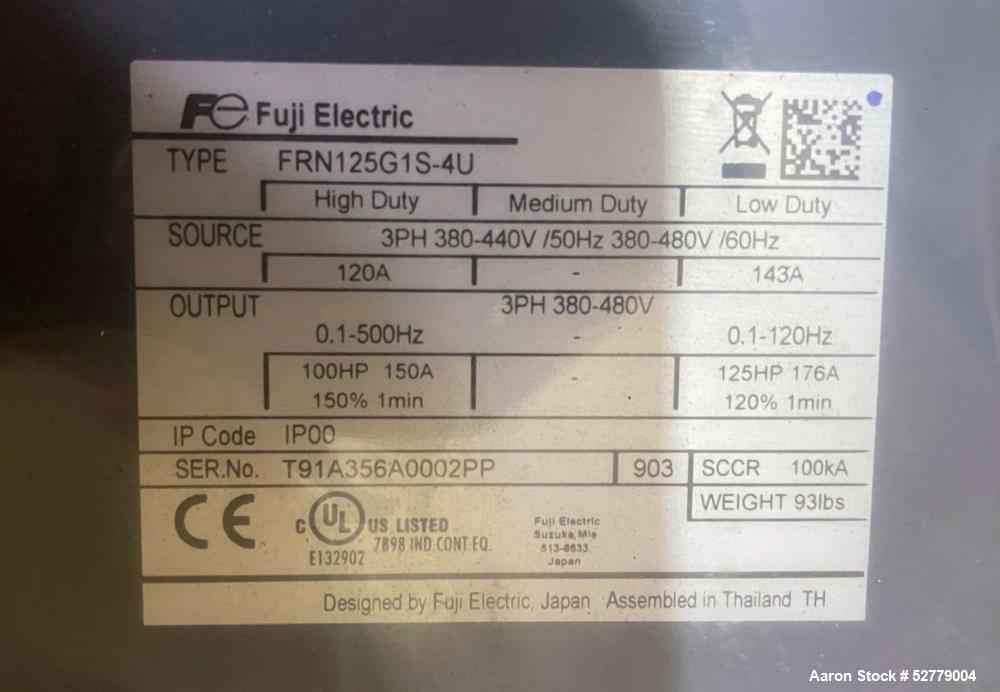 Fe Fuji Electric
TYPE FRN125G1S-4U
High Duty Medium Duty Low Duty
SOURCE 3PH 380-440V /50Hz 380-480V /60Hz
120A - 143A
OUTPUT 3PH 380-480V
0.1-500Hz - 0.1-120Hz
100HP 150A - 125HP 176A
150% 1min 120% 1min
IP Code IP00
SER.No. T91A356A0002PP 903 SCCR 100kA
WEIGHT 93lbs
CE C UL US LISTED
7B98 IND.CONT.EQ.
E132902
Fuji Electric
Suzuka, Mie
513-8633
Japan
Designed by Fuji Electric, Japan Assembled in Thailand TH
Aaron Stock # 52779004